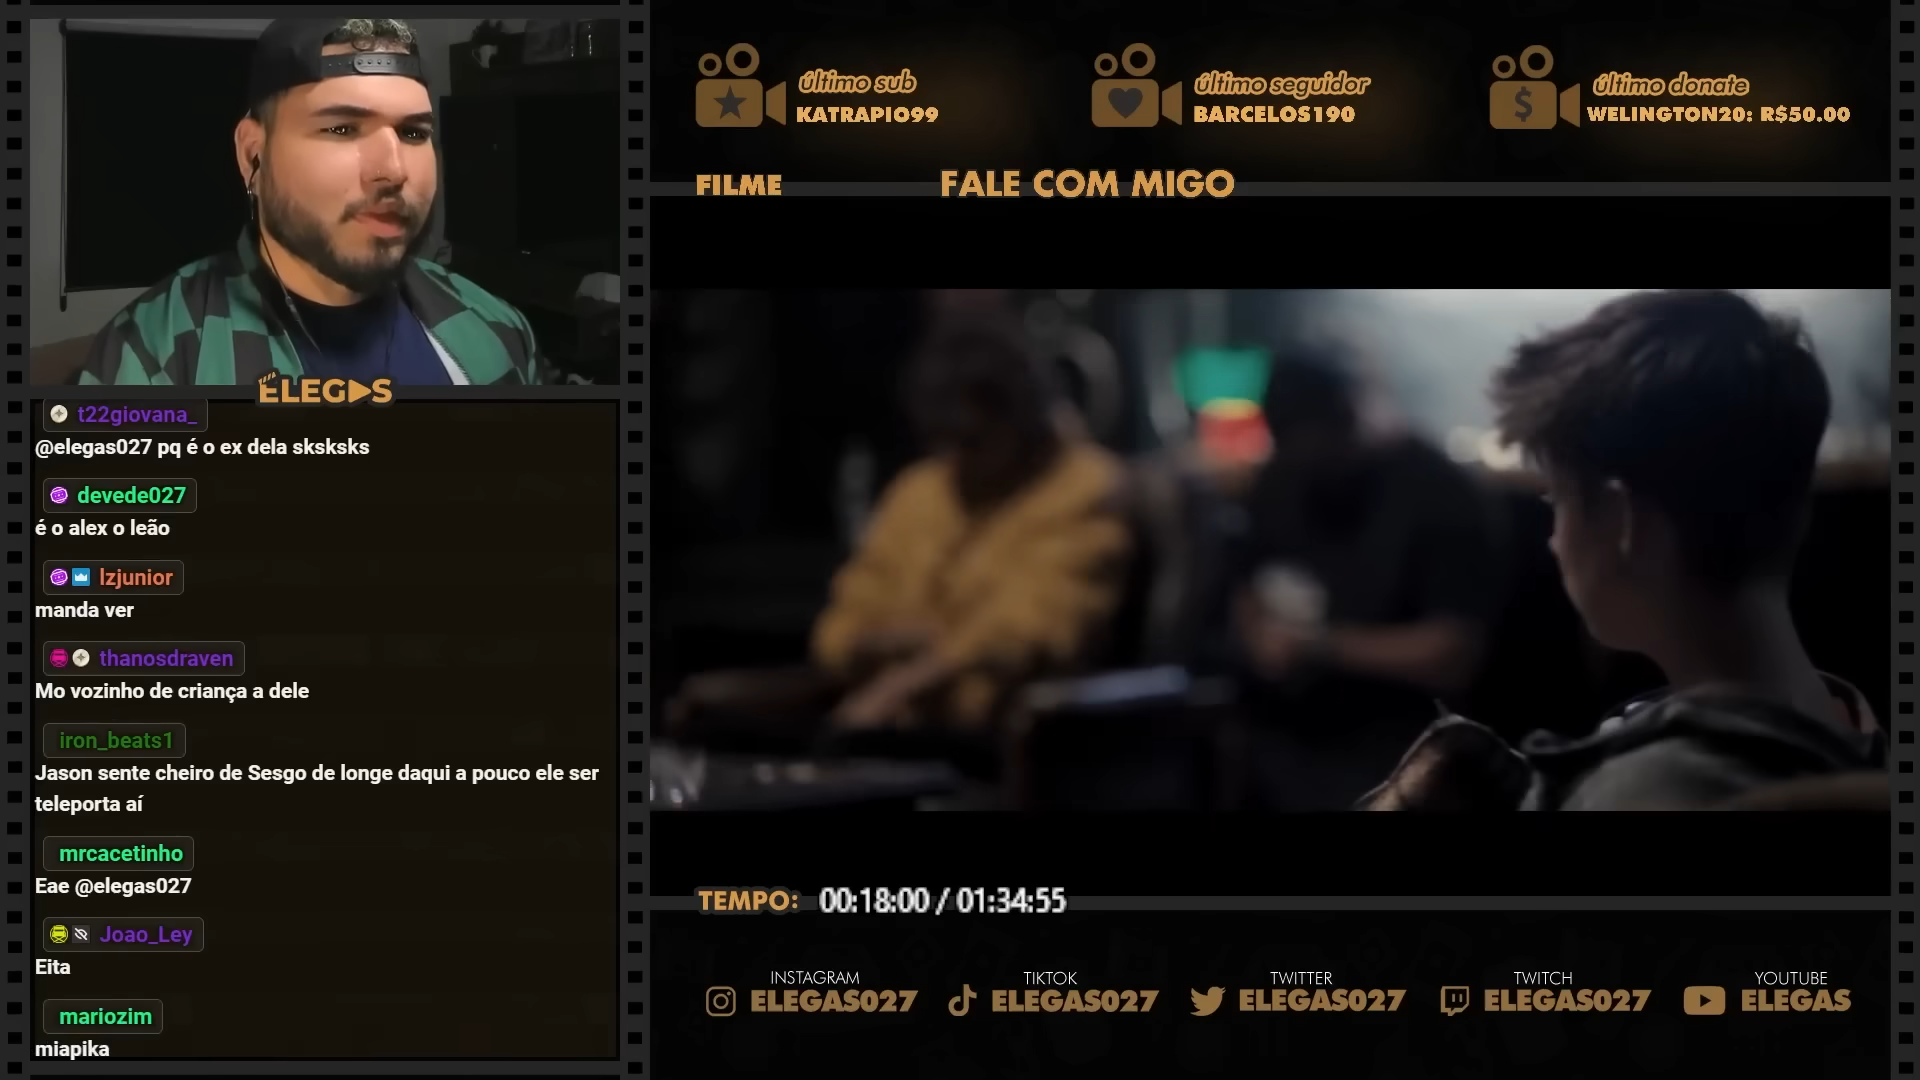 último sub
KATRAPIO99
último seguidor
BARCELOS190
último donate
WELINGTON20: R$50.00
FILME
FALE COM MIGO
ELEGAS
t22giovana_
@elegas027 pq é o ex dela sksksks
devede027
é o alex o leão
lzjunior
manda ver
thanosdraven
Mo vozinho de criança a dele
iron_beats1
Jason sente cheiro de Sesgo de longe daqui a pouco ele ser
teleporta aí
mrcacetinho
Eae @elegas027
Joao_Ley
Eita
mariozim
miapika
TEMPO: 00:18:00 / 01:34:55
INSTAGRAM
ELEGAS027
TIKTOK
ELEGAS027
TWITTER
ELEGAS027
TWITCH
ELEGAS027
YOUTUBE
ELEGAS